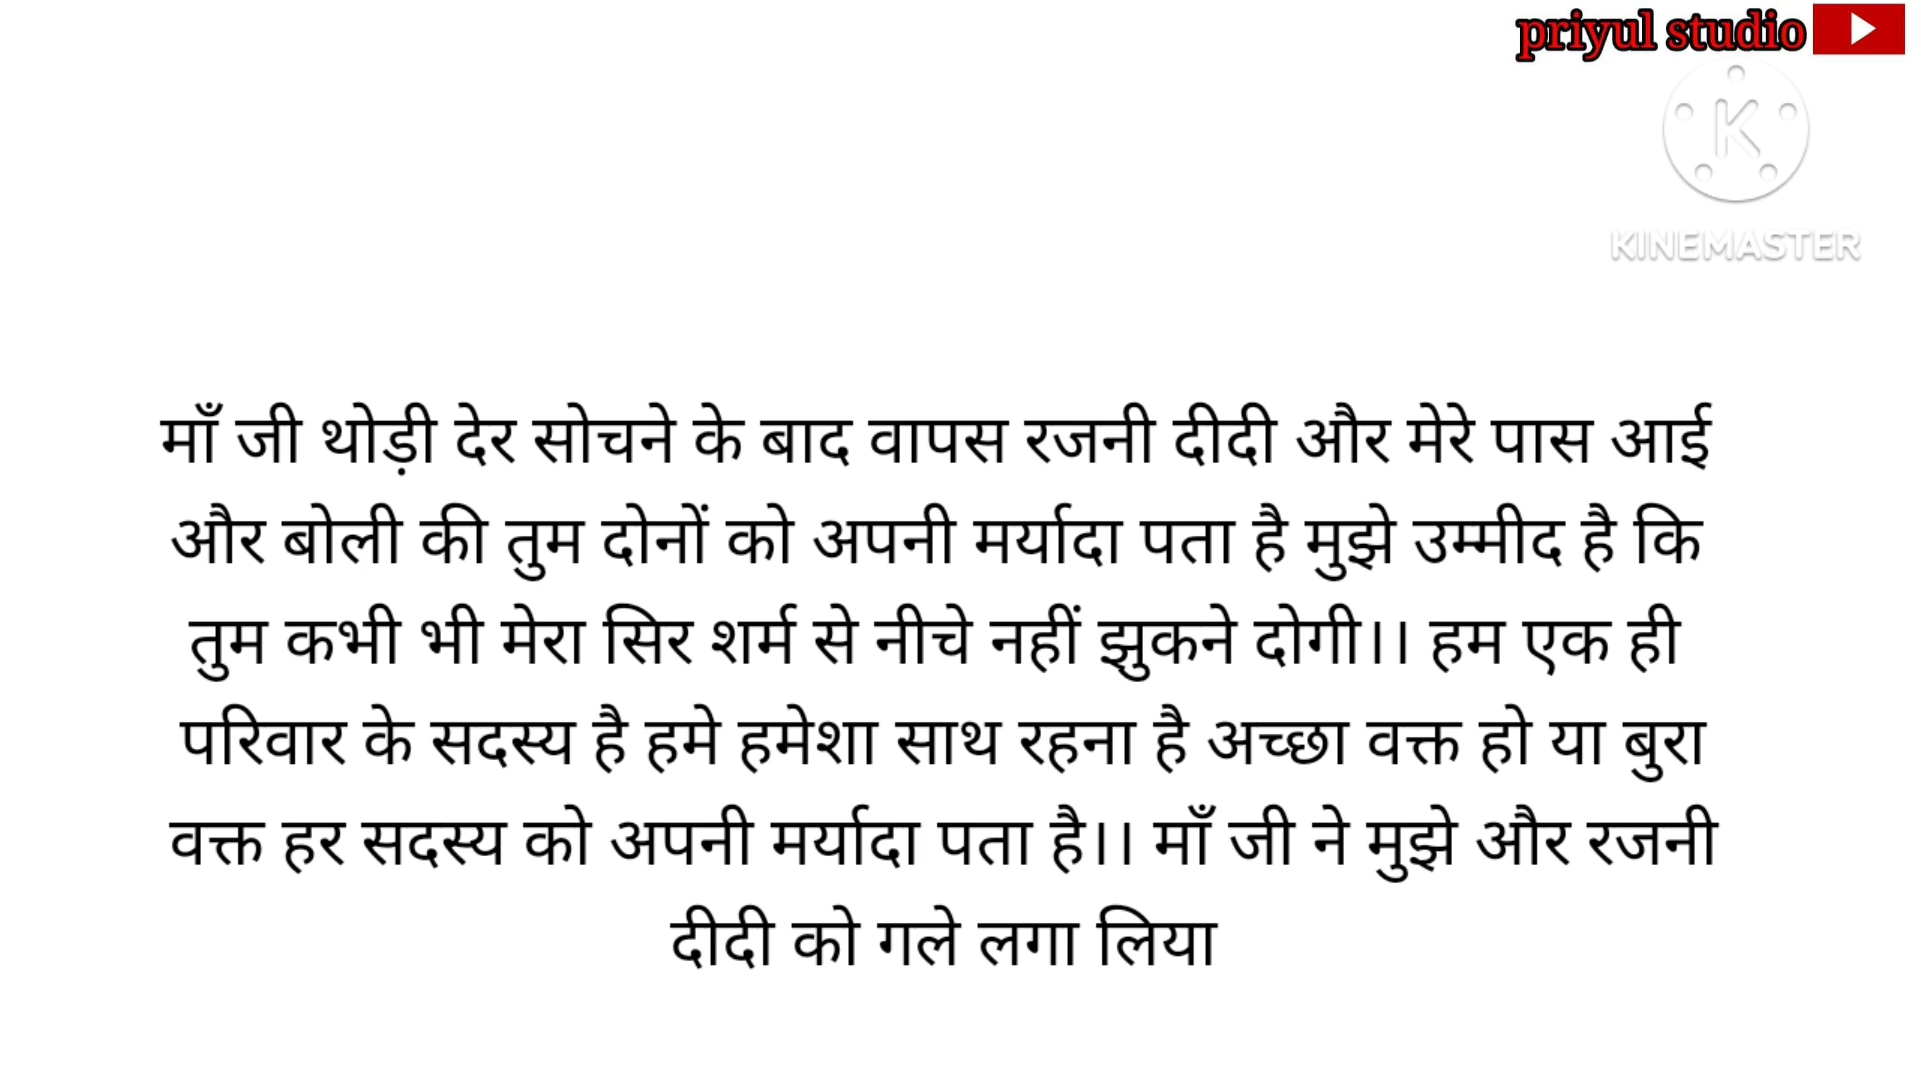 priyul studio
KINEMASTER
माँ जी थोड़ी देर सोचने के बाद वापस रजनी दीदी और मेरे पास आई
और बोली की तुम दोनों को अपनी मर्यादा पता है मुझे उम्मीद है कि
तुम कभी भी मेरा सिर शर्म से नीचे नहीं झुकने दोगी।। हम एक ही
परिवार के सदस्य है हमे हमेशा साथ रहना है अच्छा वक्त हो या बुरा
वक्त हर सदस्य को अपनी मर्यादा पता है।। माँ जी ने मुझे और रजनी
दीदी को गले लगा लिया